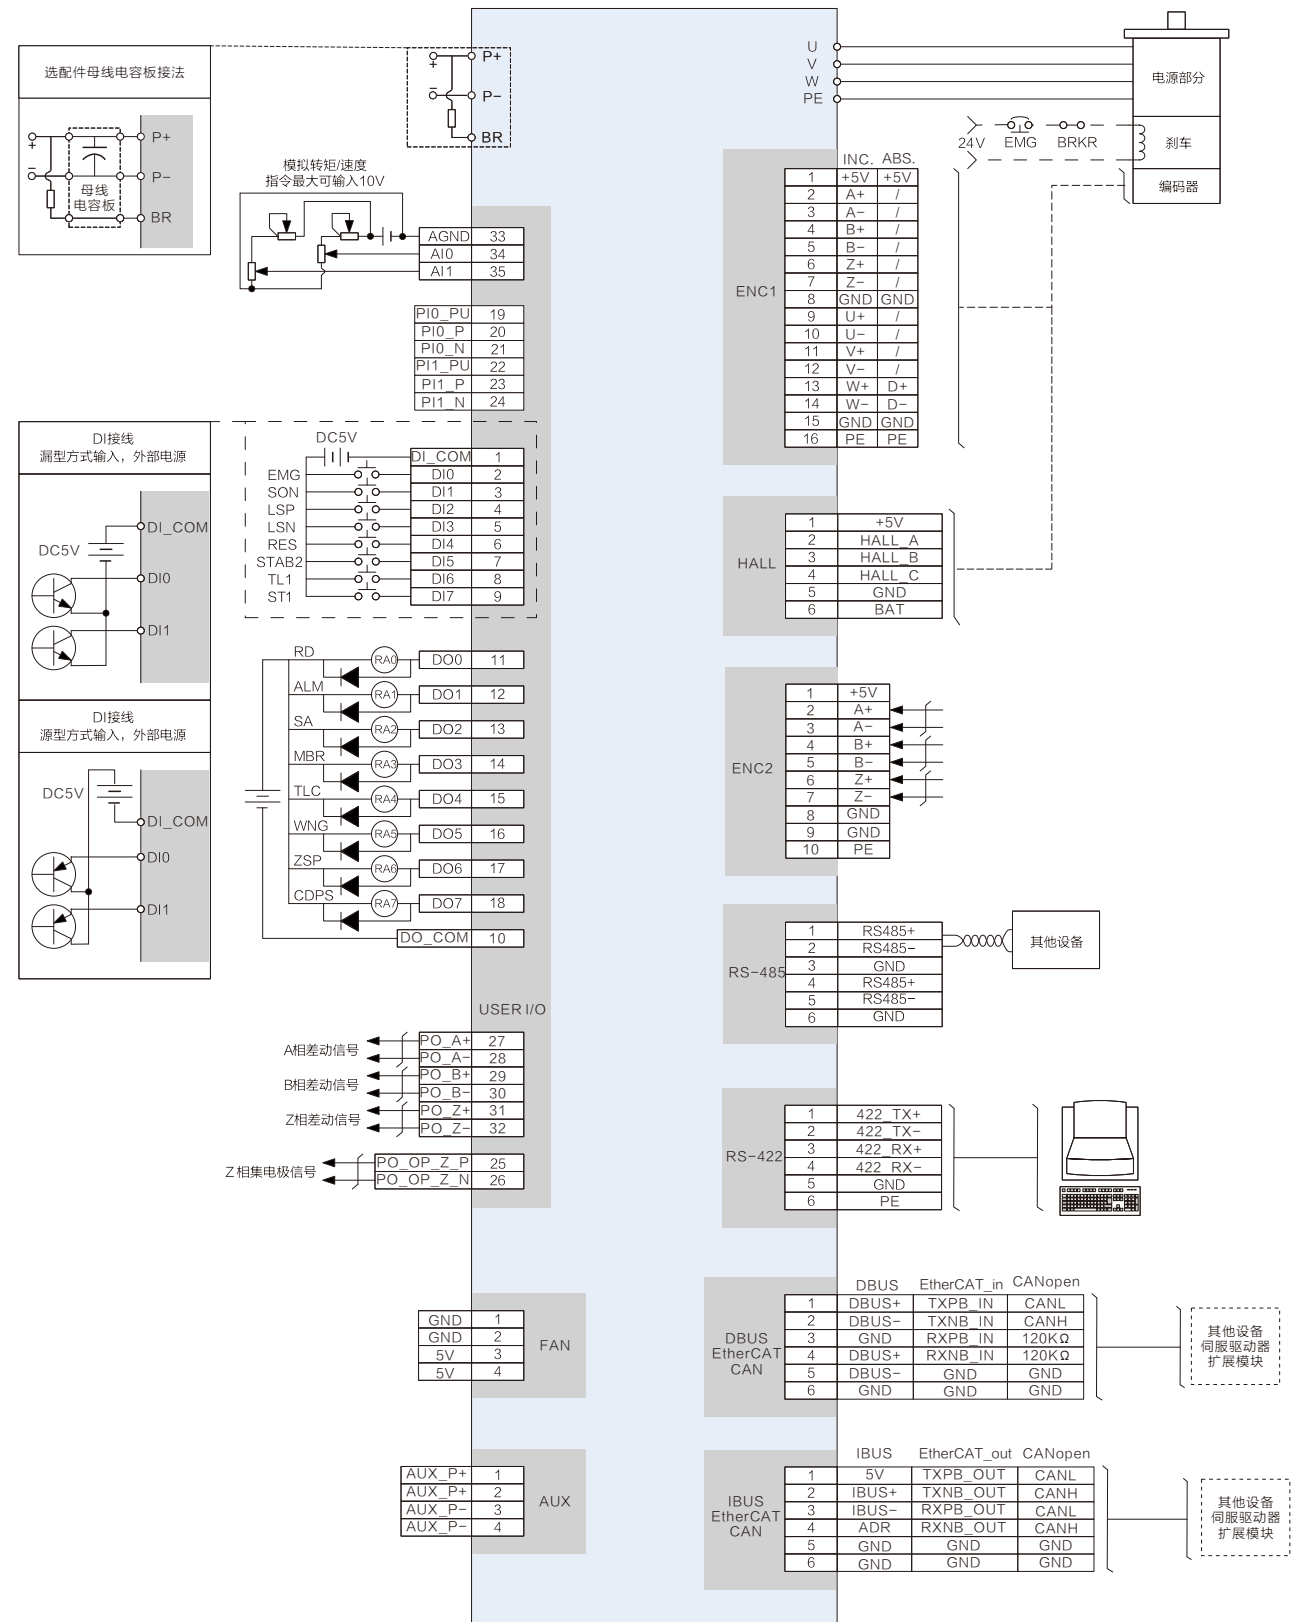 选配件母线电容板接法
+
P+
−
P−
母线
电容板
BR
+
P+
−
P−
BR
模拟转矩/速度
指令最大可输入10V
AGND 33
AI0 34
AI1 35
PI0_PU 19
PI0_P 20
PI0_N 21
PI1_PU 22
PI1_P 23
PI1_N 24
DI接线
漏型方式输入，外部电源
DC5V
DI_COM
DI0
DI1
DI接线
源型方式输入，外部电源
DC5V
DI_COM
DI0
DI1
DC5V
DI_COM 1
EMG DI0 2
SON DI1 3
LSP DI2 4
LSN DI3 5
RES DI4 6
STAB2 DI5 7
TL1 DI6 8
ST1 DI7 9
RD RA0 DO0 11
ALM RA1 DO1 12
SA RA2 DO2 13
MBR RA3 DO3 14
TLC RA4 DO4 15
WNG RA5 DO5 16
ZSP RA6 DO6 17
CDPS RA7 DO7 18
DO_COM 10
USER I/O
A相差动信号
PO_A+ 27
PO_A− 28
B相差动信号
PO_B+ 29
PO_B− 30
Z相差动信号
PO_Z+ 31
PO_Z− 32
Z 相集电极信号
PO_OP_Z_P 25
PO_OP_Z_N 26
GND 1
GND 2
5V 3
5V 4
FAN
AUX_P+ 1
AUX_P+ 2
AUX_P− 3
AUX_P− 4
AUX
U
V
W
PE
电源部分
24V EMG BRKR
刹车
编码器
ENC1
INC. ABS.
1 +5V +5V
2 A+ /
3 A− /
4 B+ /
5 B− /
6 Z+ /
7 Z− /
8 GND GND
9 U+ /
10 U− /
11 V+ /
12 V− /
13 W+ D+
14 W− D−
15 GND GND
16 PE PE
HALL
1 +5V
2 HALL_A
3 HALL_B
4 HALL_C
5 GND
6 BAT
ENC2
1 +5V
2 A+
3 A−
4 B+
5 B−
6 Z+
7 Z−
8 GND
9 GND
10 PE
RS−485
1 RS485+
2 RS485−
3 GND
4 RS485+
5 RS485−
6 GND
其他设备
RS−422
1 422_TX+
2 422_TX−
3 422_RX+
4 422_RX−
5 GND
6 PE
DBUS
EtherCAT
CAN
DBUS EtherCAT_in CANopen
1 DBUS+ TXPB_IN CANL
2 DBUS− TXNB_IN CANH
3 GND RXPB_IN 120KΩ
4 DBUS+ RXNB_IN 120KΩ
5 DBUS− GND GND
6 GND GND GND
其他设备
伺服驱动器
扩展模块
IBUS
EtherCAT
CAN
IBUS EtherCAT_out CANopen
1 5V TXPB_OUT CANL
2 IBUS+ TXNB_OUT CANH
3 IBUS− RXPB_OUT CANL
4 ADR RXNB_OUT CANH
5 GND GND GND
6 GND GND GND
其他设备
伺服驱动器
扩展模块